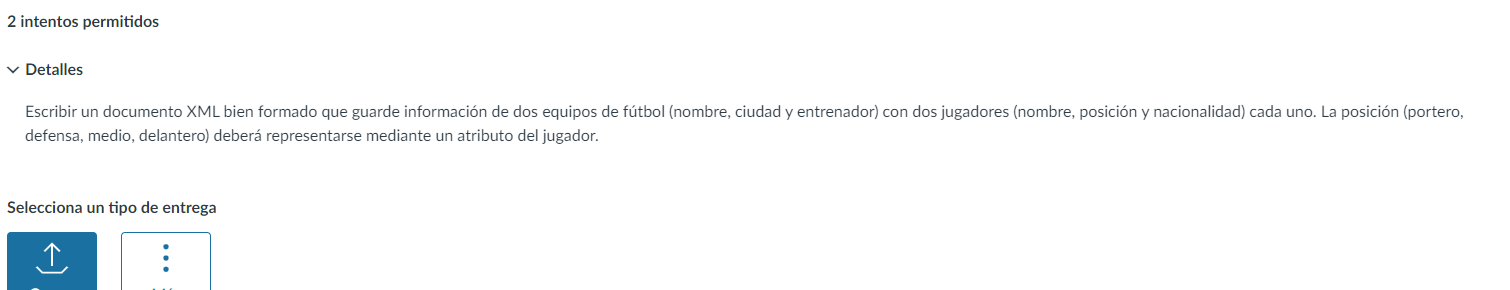 2 intentos permitidos
Detalles
Escribir un documento XML bien formado que guarde información de dos equipos de fútbol (nombre, ciudad y entrenador) con dos jugadores (nombre, posición y nacionalidad) cada uno. La posición (portero,
defensa, medio, delantero) deberá representarse mediante un atributo del jugador.
Selecciona un tipo de entrega